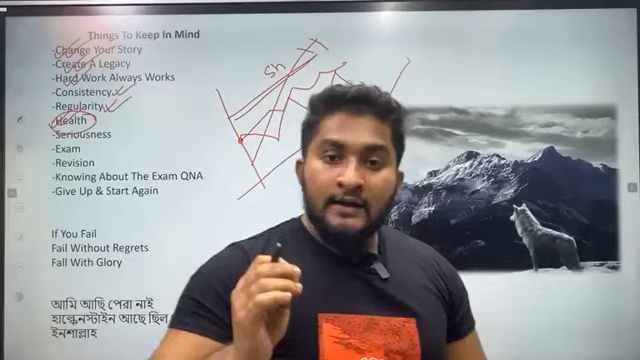 Things To Keep In Mind
-Change Your Story
-Create A Legacy
-Hard Work Always Works
-Consistency
-Regularity
-Health
-Seriousness
-Exam
-Revision
-Knowing About The Exam QNA
-Give Up & Start Again
If You Fail
Fail Without Regrets
Fall With Glory
আমি আছি পেরা নাই
হাল্কেনস্টাইন আছে ছিল
ইনশাল্লাহ